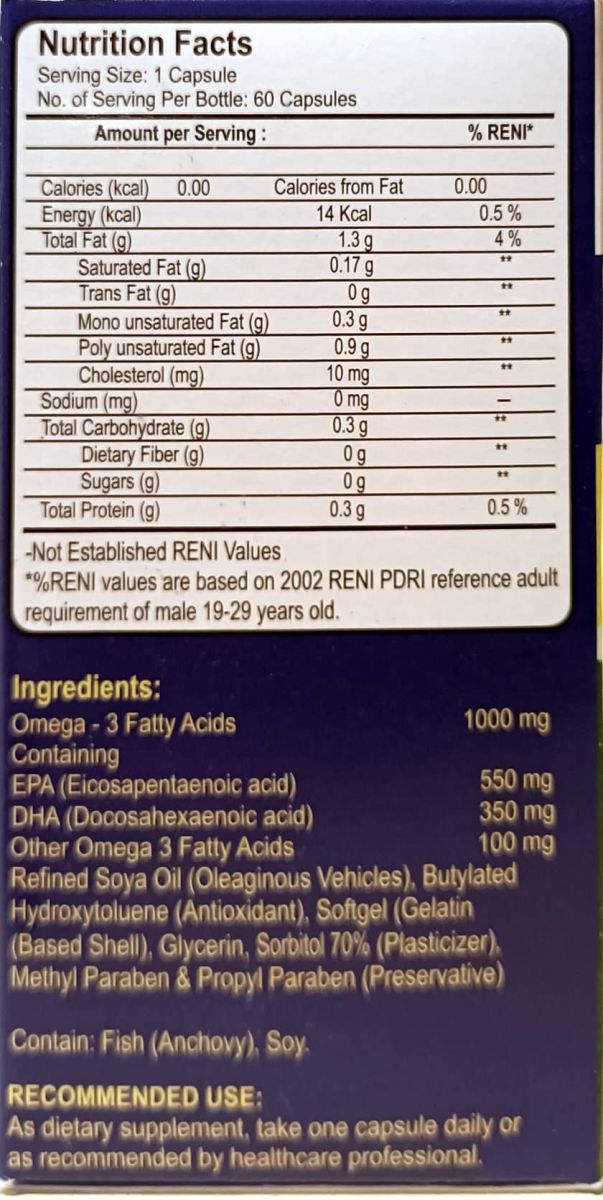 Nutrition Facts
Serving Size: 1 Capsule
No. of Serving Per Bottle: 60 Capsules
Amount per Serving : % RENI*
Calories (kcal) 0.00 Calories from Fat 0.00
Energy (kcal) 14 Kcal 0.5 %
Total Fat (g) 1.3 g 4 %
Saturated Fat (g) 0.17 g **
Trans Fat (g) 0 g **
Mono unsaturated Fat (g) 0.3 g **
Poly unsaturated Fat (g) 0.9 g **
Cholesterol (mg) 10 mg **
Sodium (mg) 0 mg –
Total Carbohydrate (g) 0.3 g **
Dietary Fiber (g) 0 g **
Sugars (g) 0 g **
Total Protein (g) 0.3 g 0.5 %
-Not Established RENI Values
*%RENI values are based on 2002 RENI PDRI reference adult
requirement of male 19-29 years old.
Ingredients:
Omega - 3 Fatty Acids 1000 mg
Containing
EPA (Eicosapentaenoic acid) 550 mg
DHA (Docosahexaenoic acid) 350 mg
Other Omega 3 Fatty Acids 100 mg
Refined Soya Oil (Oleaginous Vehicles), Butylated
Hydroxytoluene (Antioxidant), Softgel (Gelatin
(Based Shell), Glycerin, Sorbitol 70% (Plasticizer),
Methyl Paraben & Propyl Paraben (Preservative)
Contain: Fish (Anchovy), Soy.
RECOMMENDED USE:
As dietary supplement, take one capsule daily or
as recommended by healthcare professional.